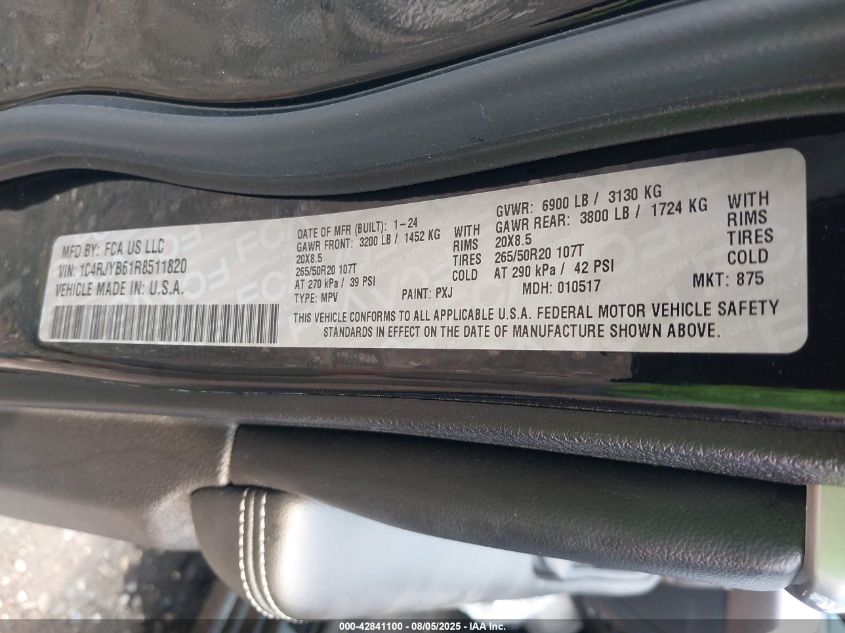 MFD BY: FCA US LLC
VIN: 1C4RJYB61R8511820
VEHICLE MADE IN: U.S.A.
DATE OF MFR (BUILT): 1-24
GAWR FRONT: 3200 LB / 1452 KG WITH
20X8.5 RIMS
265/50R20 107T TIRES
AT 270 kPa / 39 PSI COLD
TYPE: MPV PAINT: PXJ
GVWR: 6900 LB / 3130 KG
GAWR REAR: 3800 LB / 1724 KG WITH
20X8.5 RIMS
265/50R20 107T TIRES
AT 290 kPa / 42 PSI COLD
MDH: 010517 MKT: 875
THIS VEHICLE CONFORMS TO ALL APPLICABLE U.S.A. FEDERAL MOTOR VEHICLE SAFETY
STANDARDS IN EFFECT ON THE DATE OF MANUFACTURE SHOWN ABOVE.
000-42841100 - 08/05/2025 - IAA Inc.